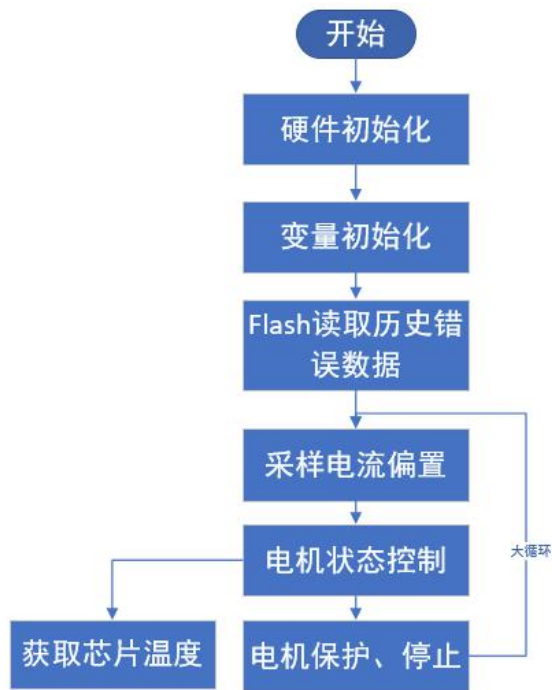 开始
硬件初始化
变量初始化
Flash读取历史错
误数据
采样电流偏置
电机状态控制
大循环
获取芯片温度
电机保护、停止